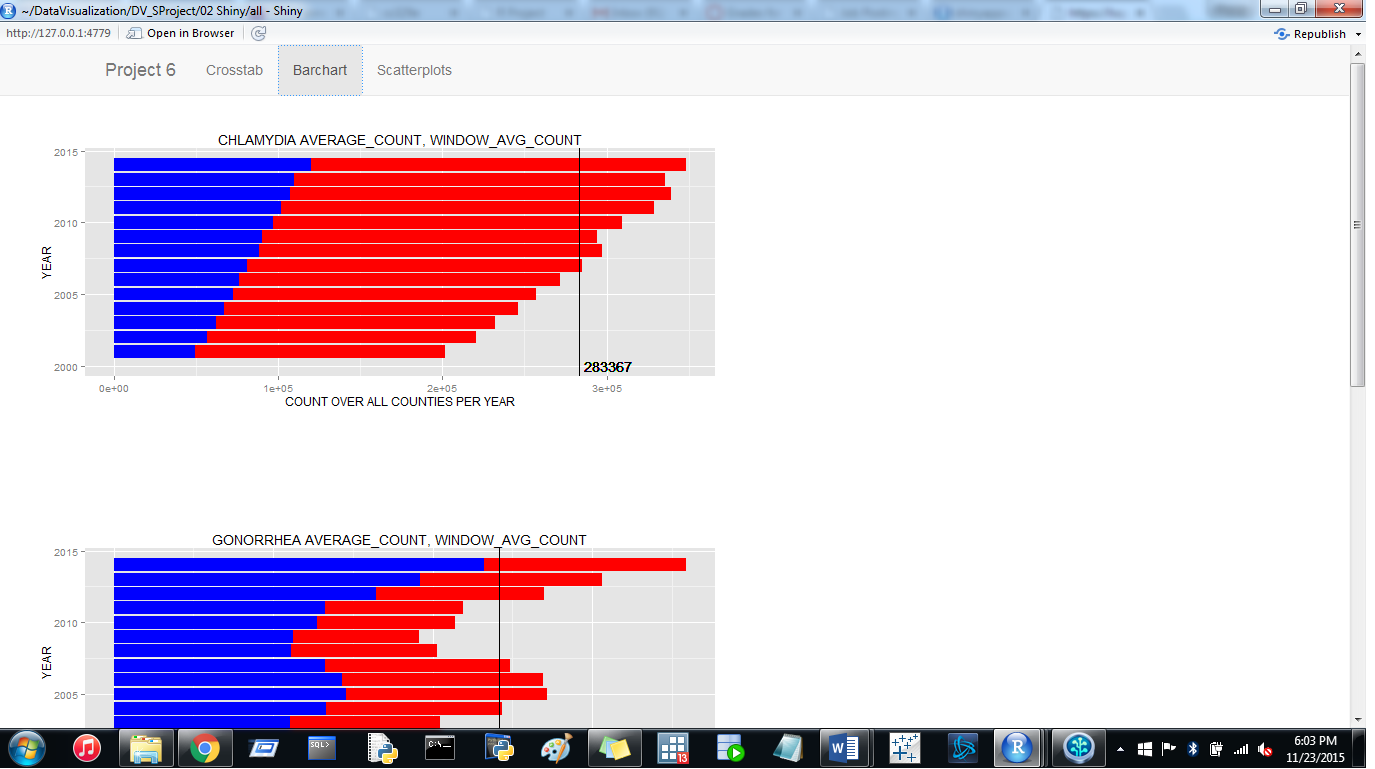 ~/DataVisualization/DV_SProject/02 Shiny/all - Shiny
http://127.0.0.1:4779 Open in Browser Republish
Project 6 Crosstab Barchart Scatterplots
CHLAMYDIA AVERAGE_COUNT, WINDOW_AVG_COUNT
2015
2010
YEAR
2005
2000
283367
0e+00 1e+05 2e+05 3e+05
COUNT OVER ALL COUNTIES PER YEAR
GONORRHEA AVERAGE_COUNT, WINDOW_AVG_COUNT
2015
2010
YEAR
2005
SQL>
C:\.
13
W
R
6:03 PM
11/23/2015